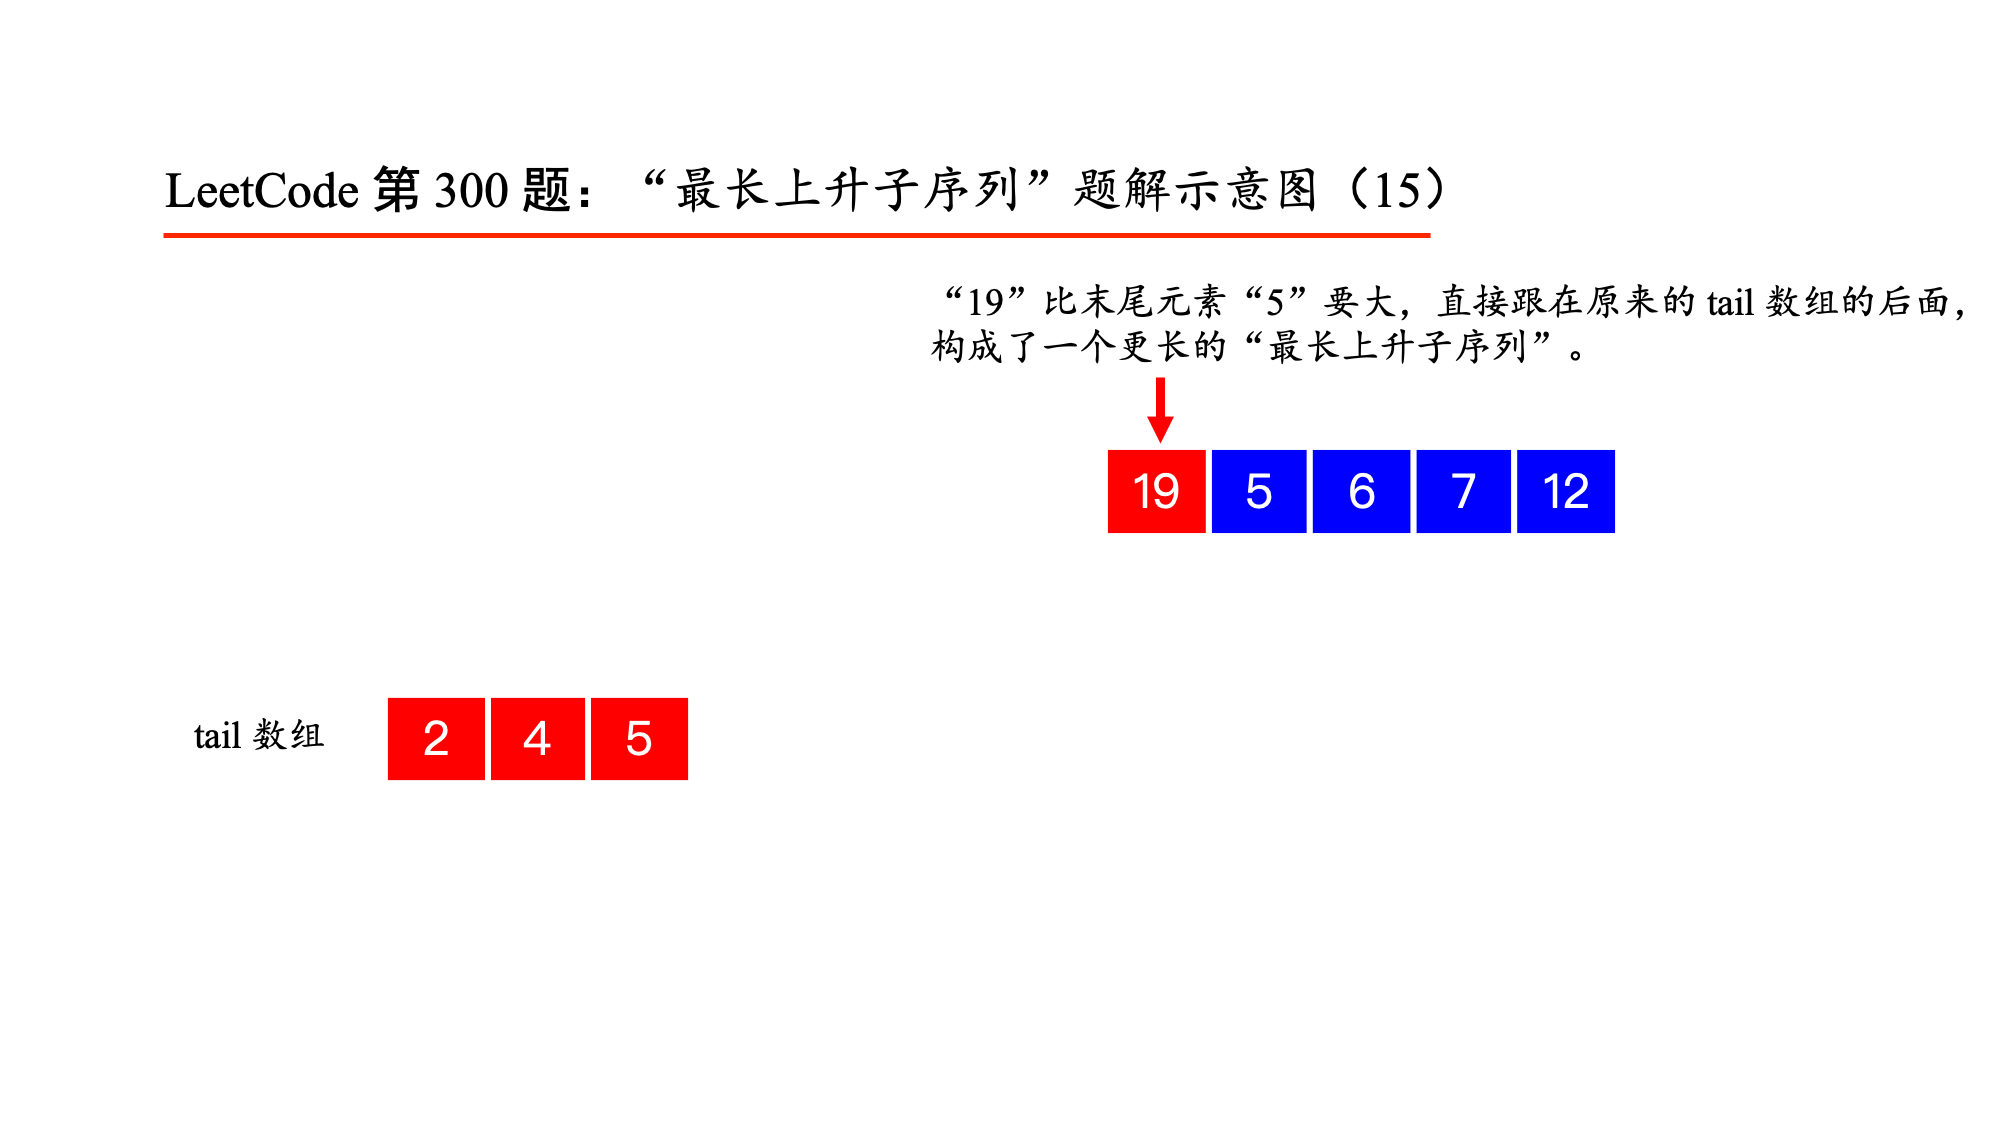 LeetCode 第 300 题：“最长上升子序列”题解示意图（15）
“19”比末尾元素“5”要大，直接跟在原来的 tail 数组的后面，
构成了一个更长的“最长上升子序列”。
19 5 6 7 12
tail 数组 2 4 5